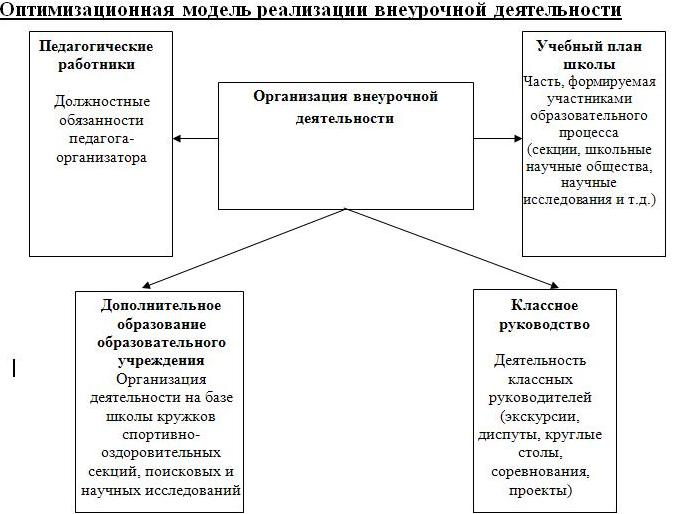 Оптимизационная модель реализации внеурочной деятельности
Педагогические
работники
Должностные
обязанности
педагога-
организатора
Организация внеурочной
деятельности
Учебный план
школы
Часть, формируемая
участниками
образовательного
процесса
(секции, школьные
научные общества,
научные
исследования и т.д.)
Дополнительное
образование
образовательного
учреждения
Организация
деятельности на базе
школы кружков
спортивно-
оздоровительных
секций, поисковых и
научных исследований
Классное
руководство
Деятельность
классных
руководителей
(экскурсии,
диспуты, круглые
столы,
соревнования,
проекты)